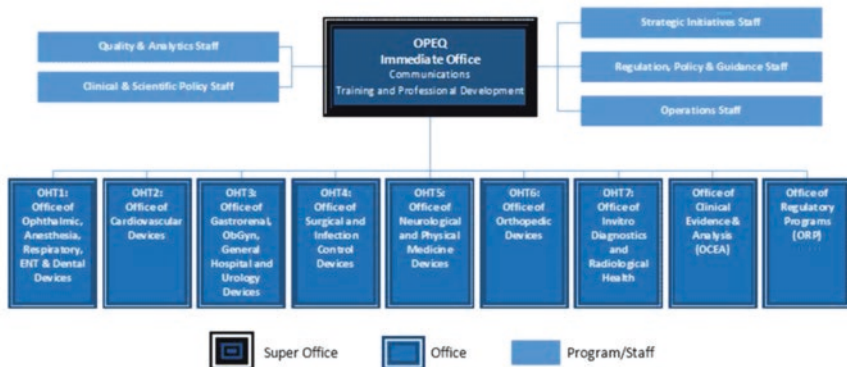 OPEQ
Immediate Office
Communications
Training and Professional Development
Quality & Analytics Staff
Clinical & Scientific Policy Staff
Strategic Initiatives Staff
Regulation, Policy & Guidance Staff
Operations Staff
OHT1:
Office of
Ophthalmic,
Anesthesia,
Respiratory,
ENT & Dental
Devices
OHT2:
Office of
Cardiovascular
Devices
OHT3:
Office of
Gastrorenal,
ObGyn,
General
Hospital and
Urology
Devices
OHT4:
Office of
Surgical and
Infection
Control
Devices
OHT5:
Office of
Neurological
and Physical
Medicine
Devices
OHT6:
Office of
Orthopedic
Devices
OHT7:
Office of
Invitro
Diagnostics
and
Radiological
Health
Office of
Clinical
Evidence &
Analysis
(OCEA)
Office of
Regulatory
Programs
(ORP)
Super Office
Office
Program/Staff